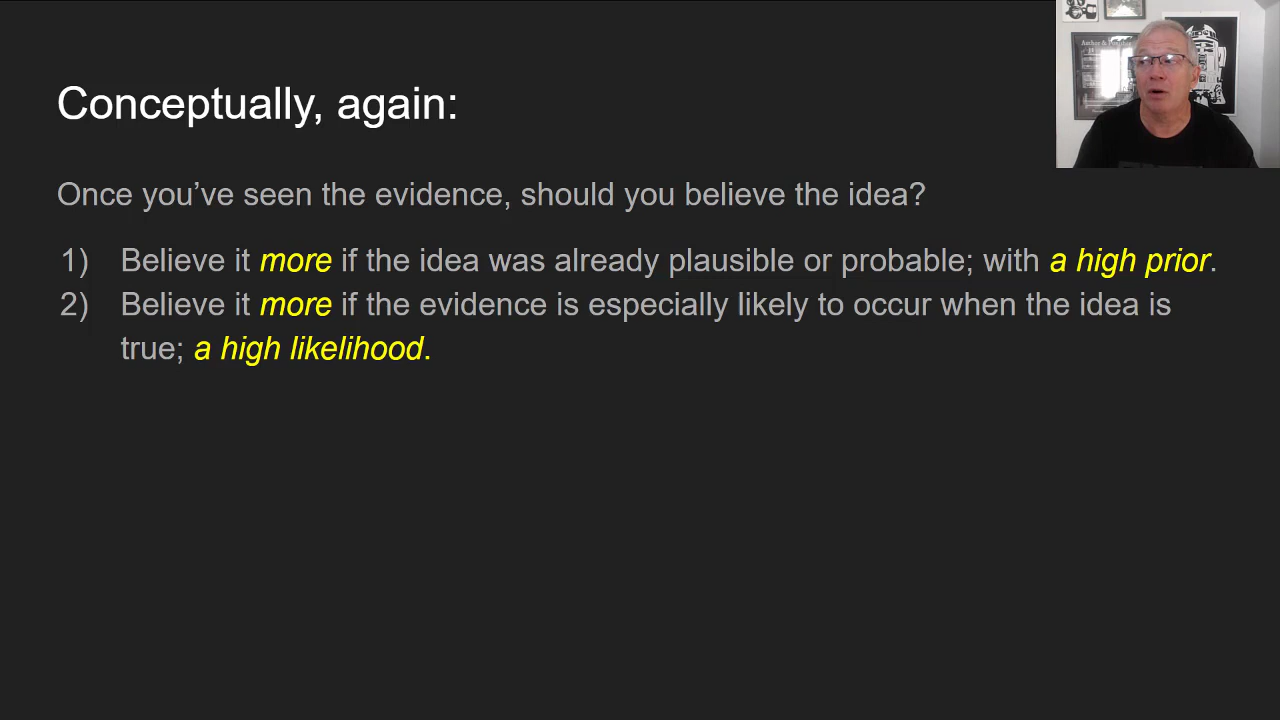 Conceptually, again:
Once you’ve seen the evidence, should you believe the idea?
1) Believe it more if the idea was already plausible or probable; with a high prior.
2) Believe it more if the evidence is especially likely to occur when the idea is
true; a high likelihood.